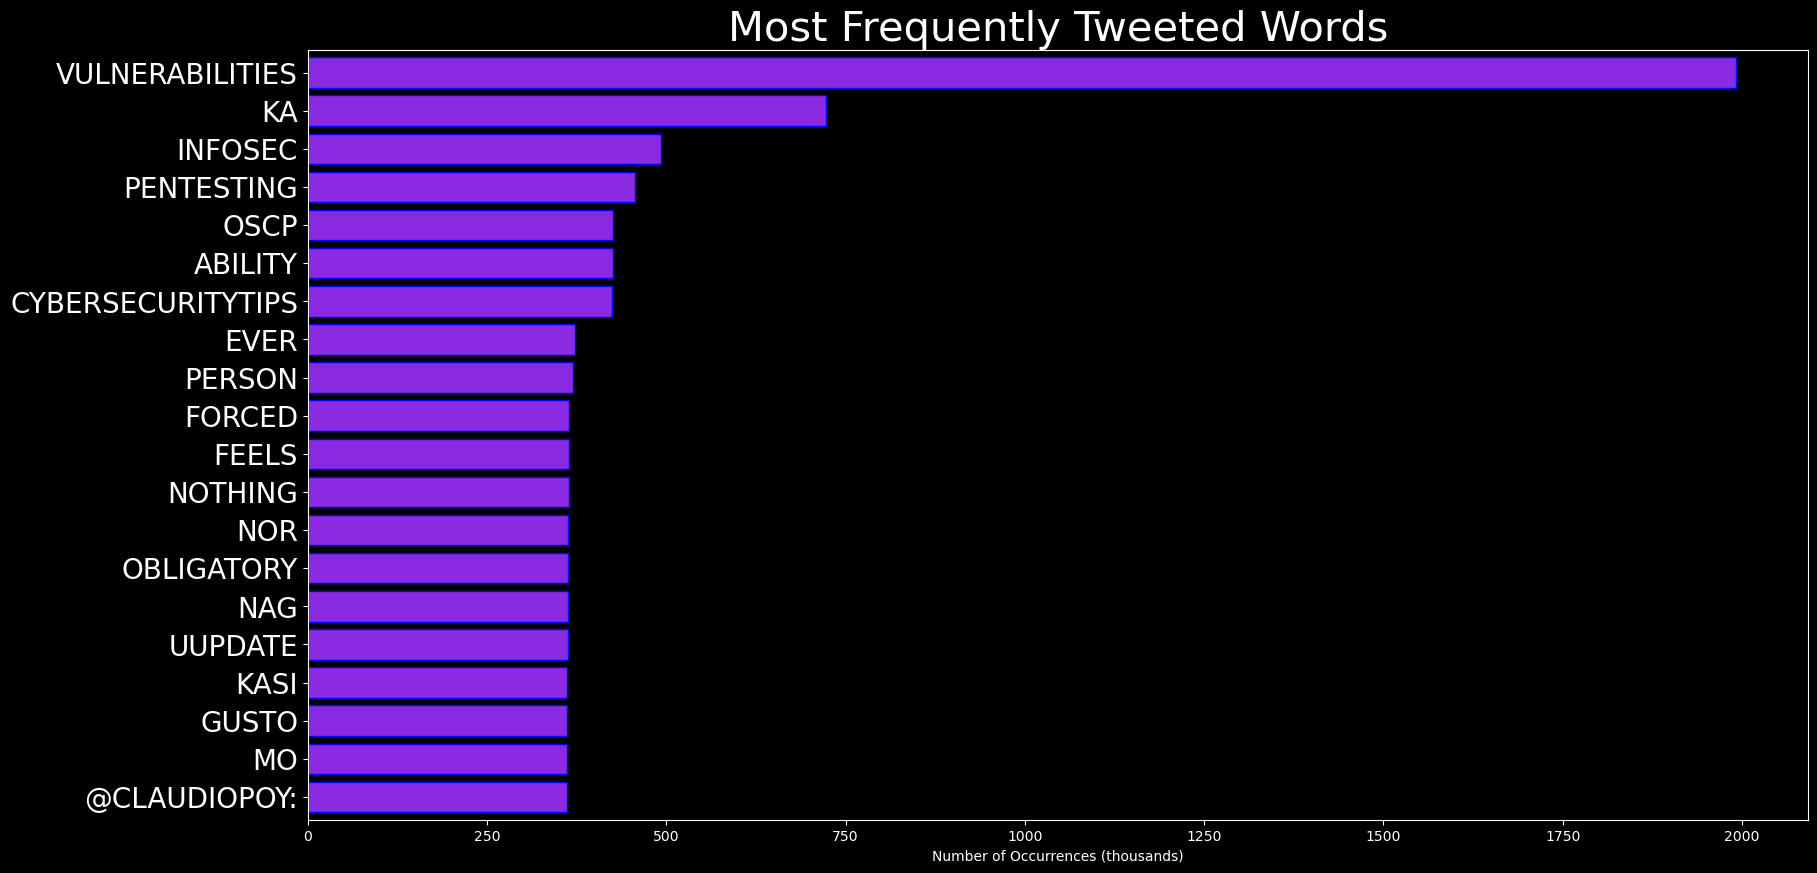 Most Frequently Tweeted Words
VULNERABILITIES
KA
INFOSEC
PENTESTING
OSCP
ABILITY
CYBERSECURITYTIPS
EVER
PERSON
FORCED
FEELS
NOTHING
NOR
OBLIGATORY
NAG
UUPDATE
KASI
GUSTO
MO
@CLAUDIOPOY:
0 250 500 750 1000 1250 1500 1750 2000
Number of Occurrences (thousands)